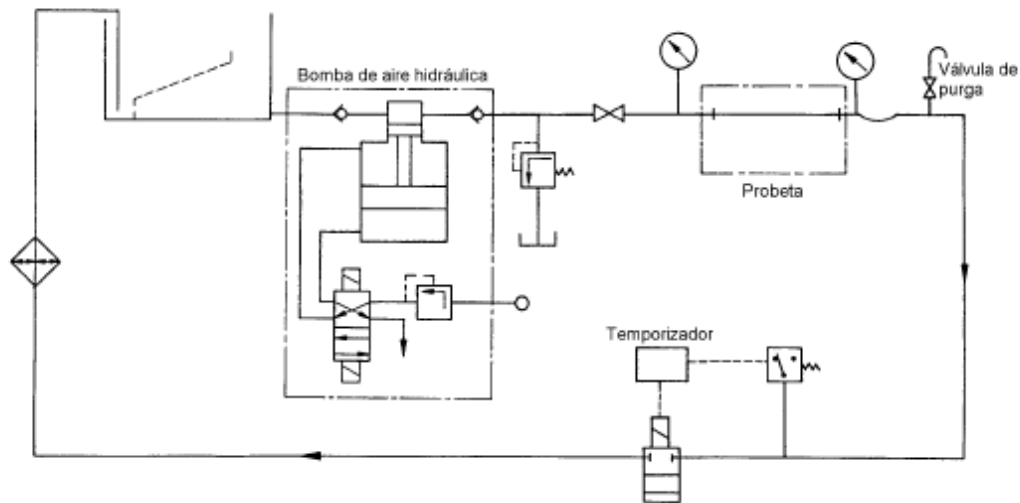 Bomba de aire hidráulica
Válvula de
purga
Probeta
Temporizador